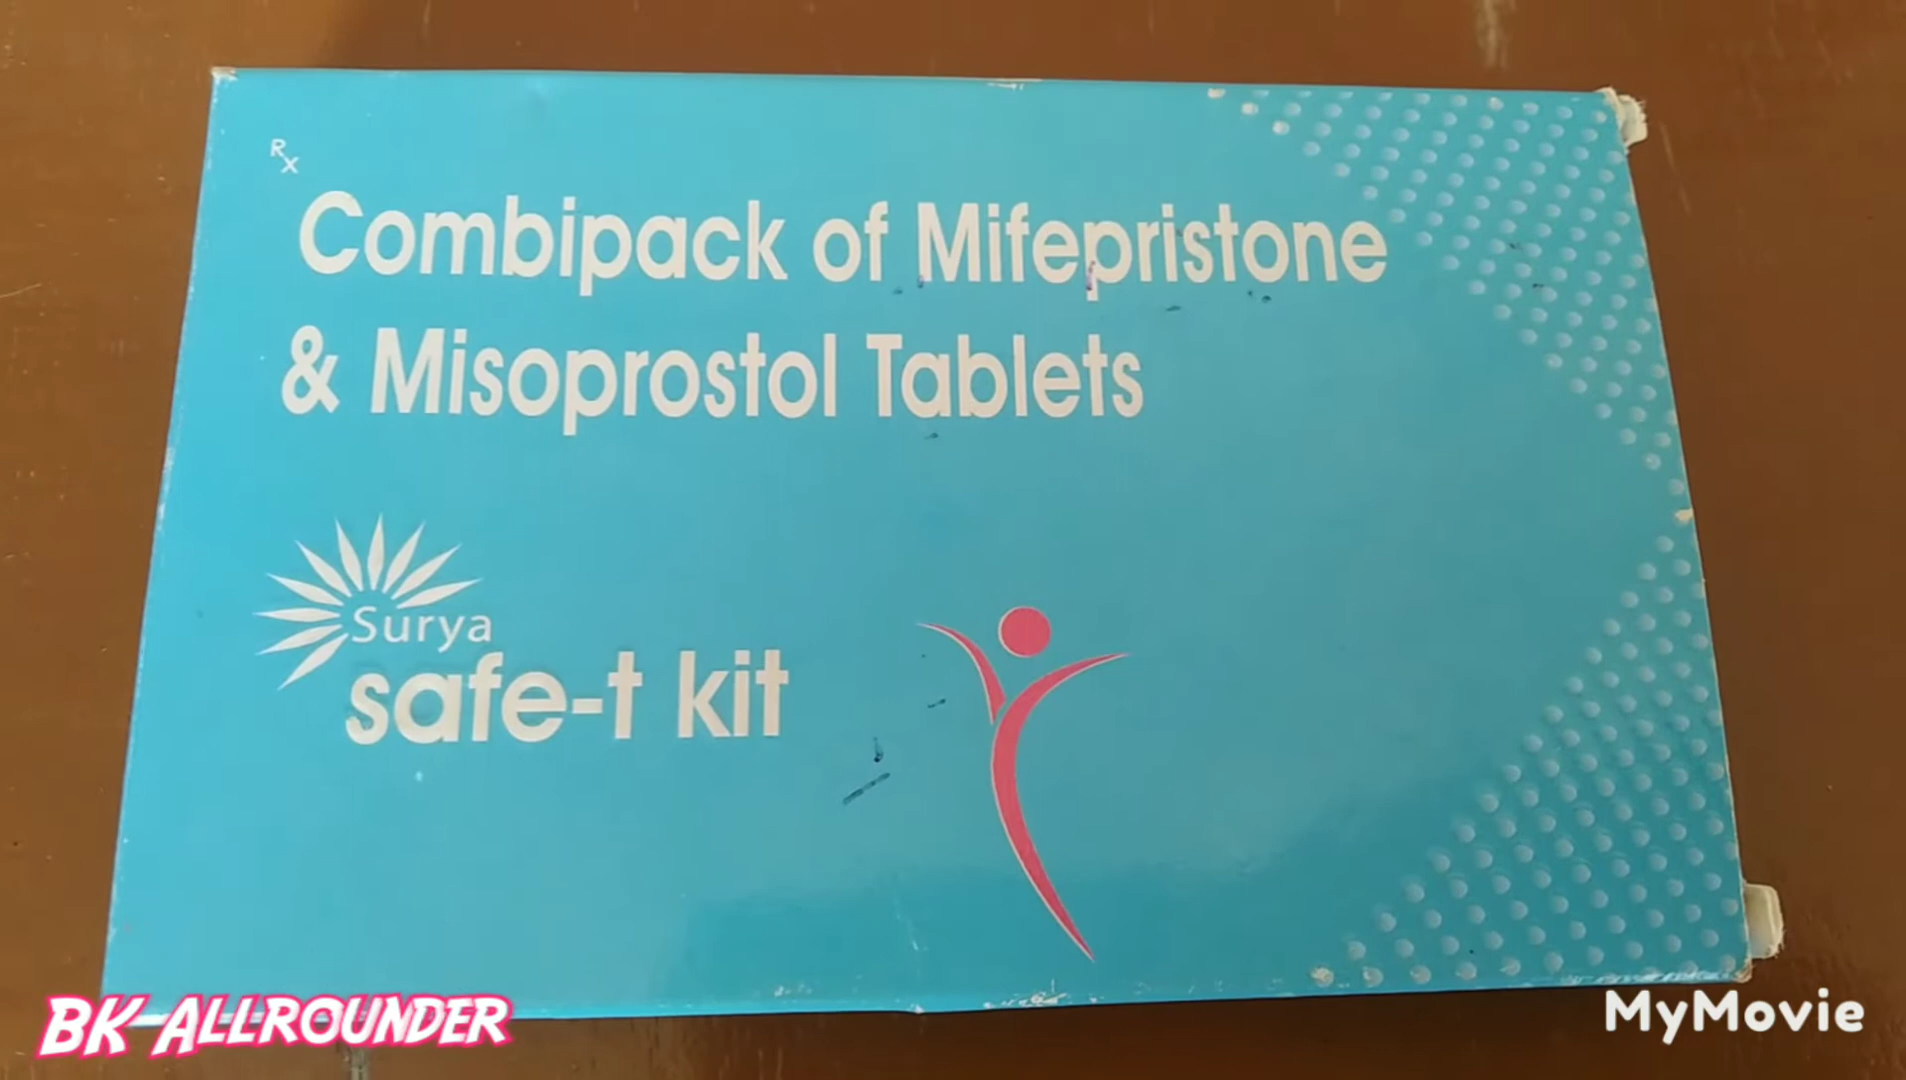 Rx
Combipack of Mifepristone
& Misoprostol Tablets
Surya
safe-t kit
BK ALLROUNDER
MyMovie